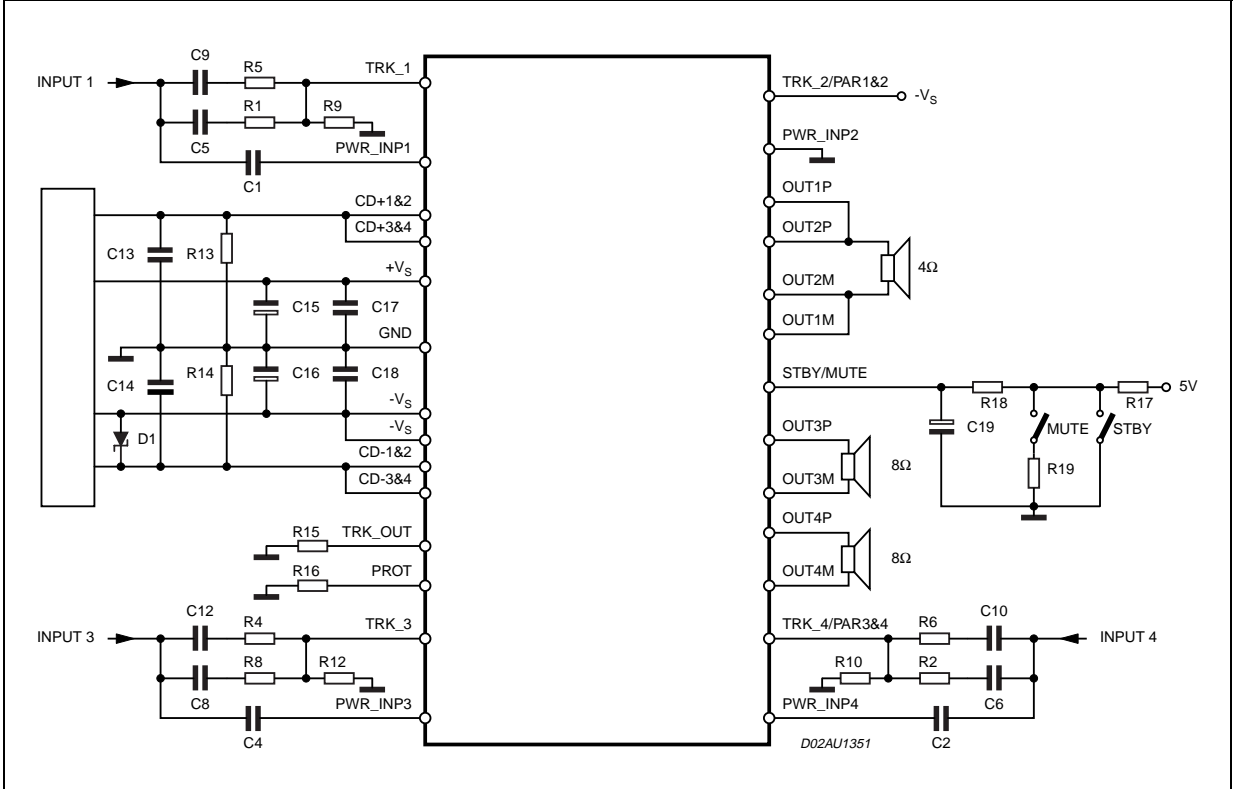 C9
INPUT 1
R5
TRK_1
R1
R9
C5
PWR_INP1
C1
CD+1&2
CD+3&4
C13
R13
+VS
C15
C17
GND
C14
R14
C16
C18
-VS
-VS
D1
CD-1&2
CD-3&4
R15
TRK_OUT
R16
PROT
C12
INPUT 3
R4
TRK_3
R8
R12
C8
PWR_INP3
C4
TRK_2/PAR1&2
-VS
PWR_INP2
OUT1P
OUT2P
4Ω
OUT2M
OUT1M
STBY/MUTE
5V
R18
R17
C19
MUTE
STBY
R19
OUT3P
8Ω
OUT3M
OUT4P
8Ω
OUT4M
TRK_4/PAR3&4
R6
C10
INPUT 4
R10
R2
PWR_INP4
C6
C2
D02AU1351